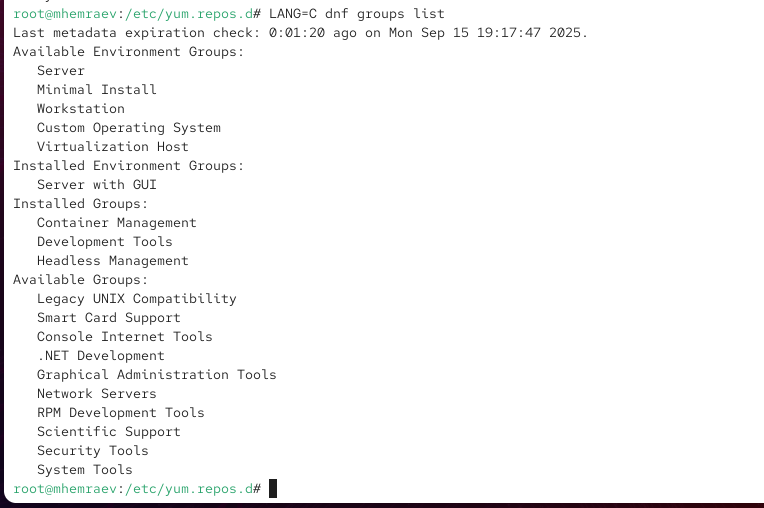 root@mhemraev:/etc/yum.repos.d# LANG=C dnf groups list
Last metadata expiration check: 0:01:20 ago on Mon Sep 15 19:17:47 2025.
Available Environment Groups:
   Server
   Minimal Install
   Workstation
   Custom Operating System
   Virtualization Host
Installed Environment Groups:
   Server with GUI
Installed Groups:
   Container Management
   Development Tools
   Headless Management
Available Groups:
   Legacy UNIX Compatibility
   Smart Card Support
   Console Internet Tools
   .NET Development
   Graphical Administration Tools
   Network Servers
   RPM Development Tools
   Scientific Support
   Security Tools
   System Tools
root@mhemraev:/etc/yum.repos.d#